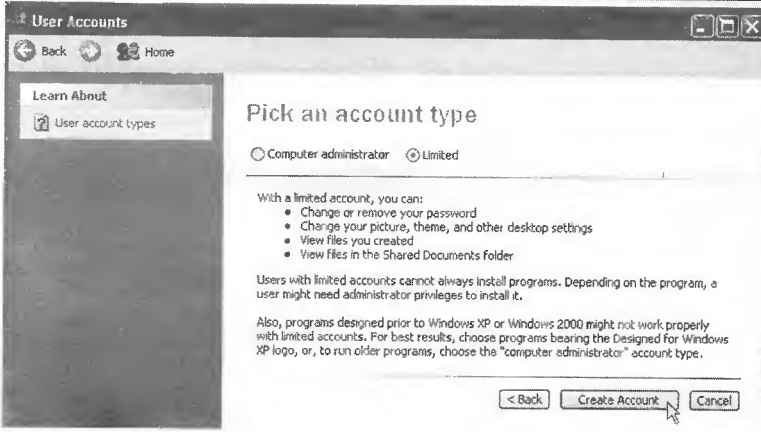 User Accounts
Back Home
Learn About
User account types
Pick an account type
Computer administrator Limited
With a limited account, you can:
• Change or remove your password
• Change your picture, theme, and other desktop settings
• View files you created
• View files in the Shared Documents folder
Users with limited accounts cannot always install programs. Depending on the program, a
user might need administrator privileges to install it.
Also, programs designed prior to Windows XP or Windows 2000 might not work properly
with limited accounts. For best results, choose programs bearing the Designed for Windows
XP logo, or, to run older programs, choose the "computer administrator" account type.
< Back Create Account Cancel